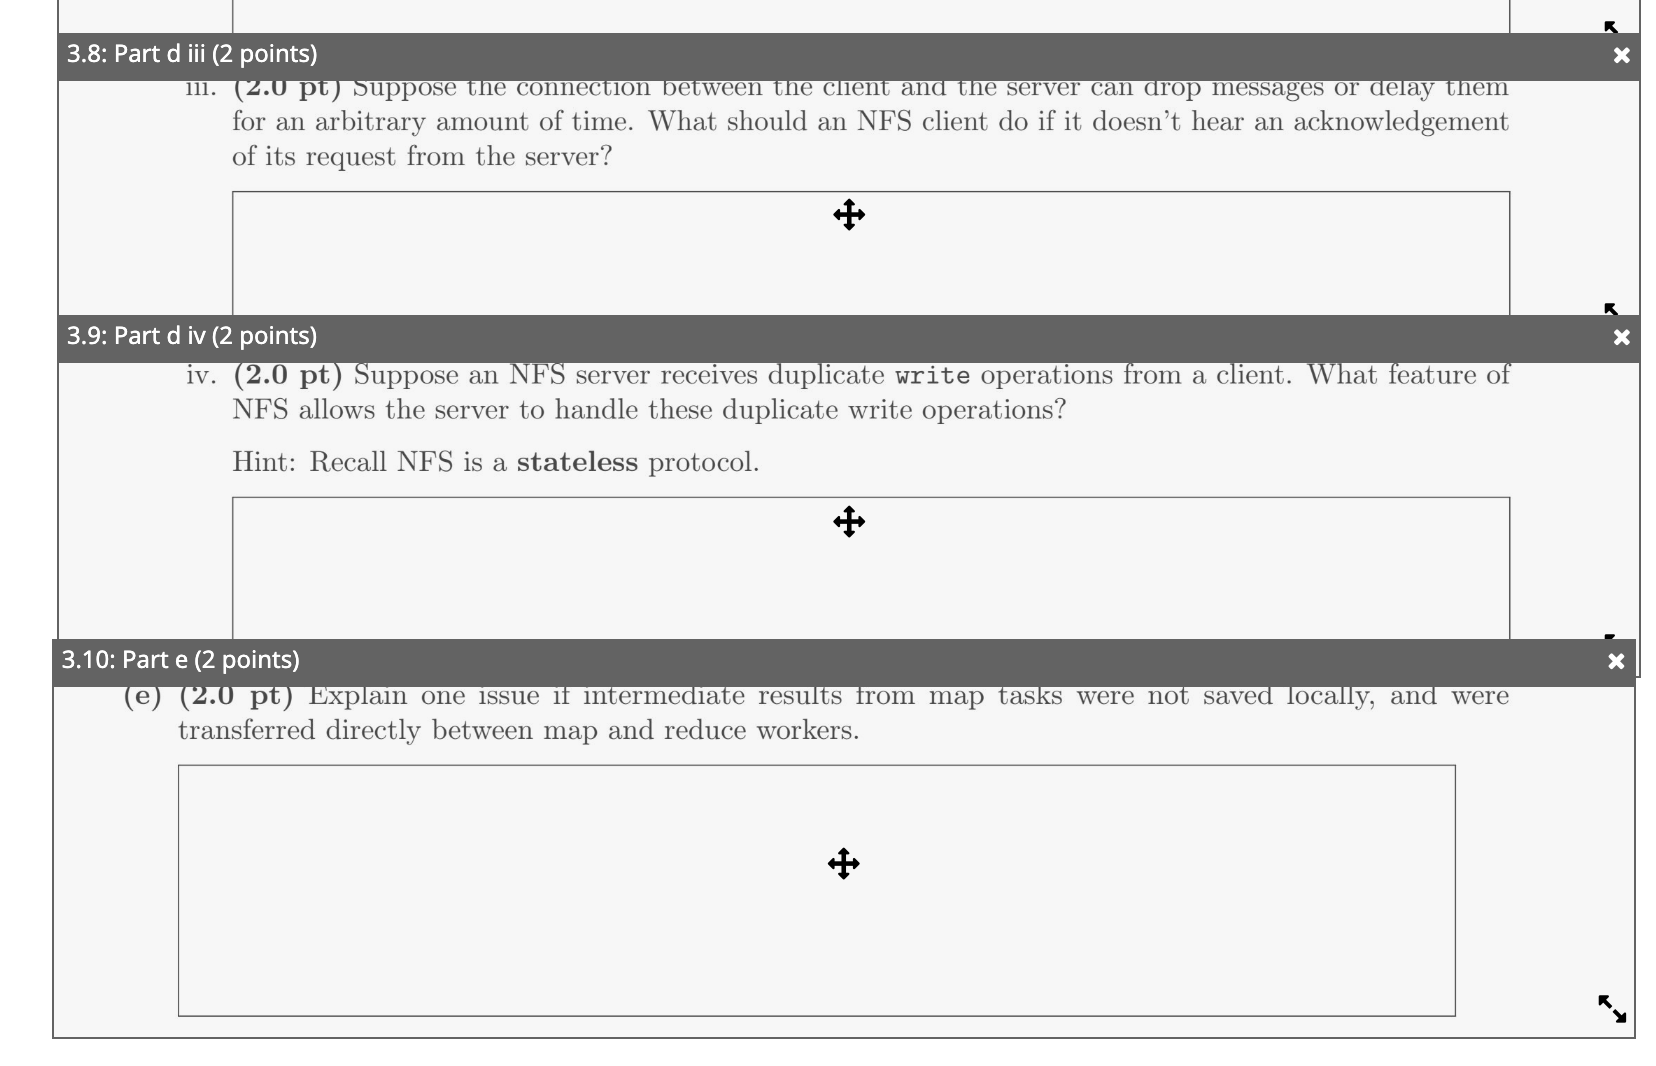 3.8: Part d iii (2 points)
iii. (2.0 pt) Suppose the connection between the client and the server can drop messages or delay them
for an arbitrary amount of time. What should an NFS client do if it doesn't hear an acknowledgement
of its request from the server?
3.9: Part d iv (2 points)
iv. (2.0 pt) Suppose an NFS server receives duplicate write operations from a client. What feature of
NFS allows the server to handle these duplicate write operations?
Hint: Recall NFS is a stateless protocol.
3.10: Part e (2 points)
(e) (2.0 pt) Explain one issue if intermediate results from map tasks were not saved locally, and were
transferred directly between map and reduce workers.